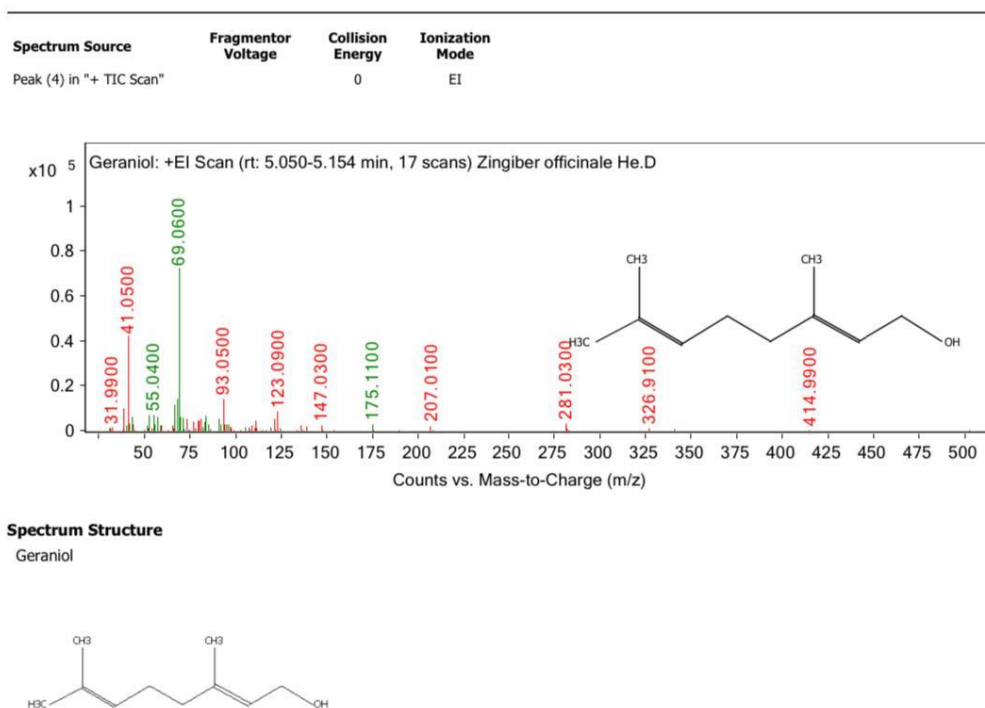 Spectrum Source Fragmentor Voltage Collision Energy Ionization Mode
Peak (4) in "+ TIC Scan" 0 EI
x10 5
Geraniol: +EI Scan (rt: 5.050-5.154 min, 17 scans) Zingiber officinale He.D
1
0.8
0.6
0.4
0.2
0
31.9900
41.0500
55.0400
69.0600
93.0500
123.0900
147.0300
175.1100
207.0100
281.0300
326.9100
414.9900
CH3
CH3
H3C
OH
50 75 100 125 150 175 200 225 250 275 300 325 350 375 400 425 450 475 500
Counts vs. Mass-to-Charge (m/z)
Spectrum Structure
Geraniol
CH3
CH3
H3C
OH